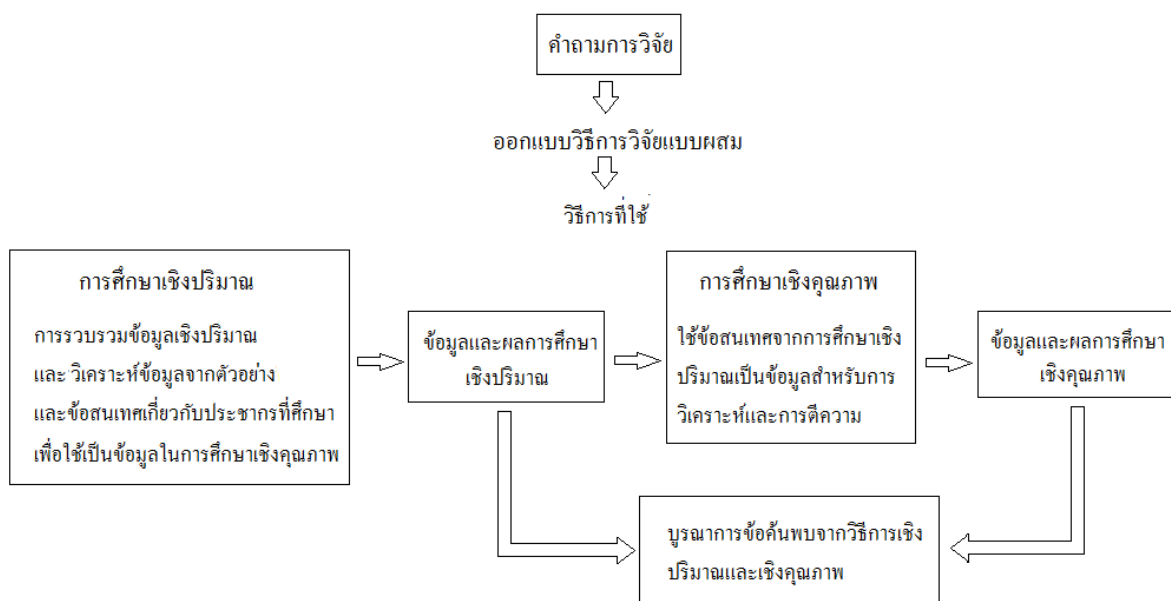 คำถามการวิจัย
ออกแบบวิธีการวิจัยแบบผสม
วิธีการที่ใช้
การศึกษาเชิงปริมาณ
การรวบรวมข้อมูลเชิงปริมาณ
และ วิเคราะห์ข้อมูลจากตัวอย่าง
และข้อสนเทศเกี่ยวกับประชากรที่ศึกษา
เพื่อใช้เป็นข้อมูลในการศึกษาเชิงคุณภาพ
ข้อมูลและผลการศึกษา
เชิงปริมาณ
การศึกษาเชิงคุณภาพ
ใช้ข้อสนเทศจากการศึกษาเชิง
ปริมาณเป็นข้อมูลสำหรับการ
วิเคราะห์และการตีความ
ข้อมูลและผลการศึกษา
เชิงคุณภาพ
บูรณาการข้อค้นพบจากวิธีการเชิง
ปริมาณและเชิงคุณภาพ